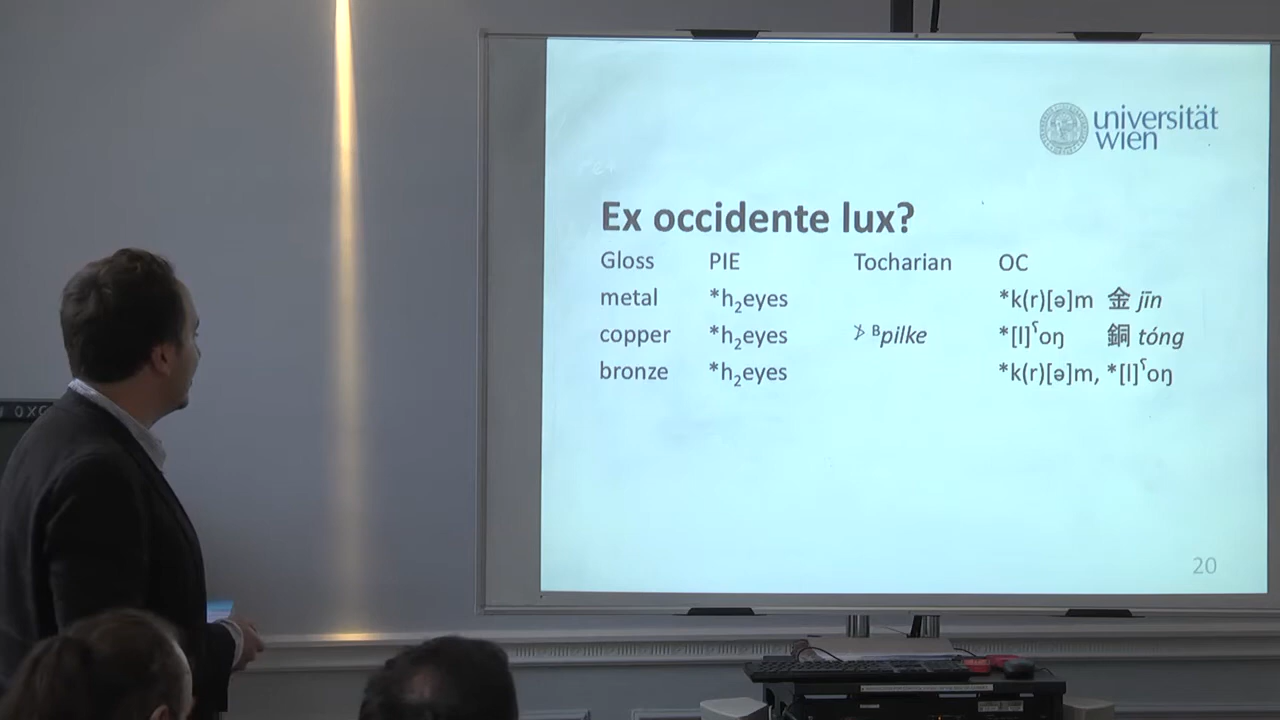 universität
wien
Ex occidente lux?
Gloss PIE Tocharian OC
metal *h₂eyes *k(r)[ə]m 金 jīn
copper *h₂eyes ᴮpilke *[l]ˤoŋ 銅 tóng
bronze *h₂eyes *k(r)[ə]m, *[l]ˤoŋ
20